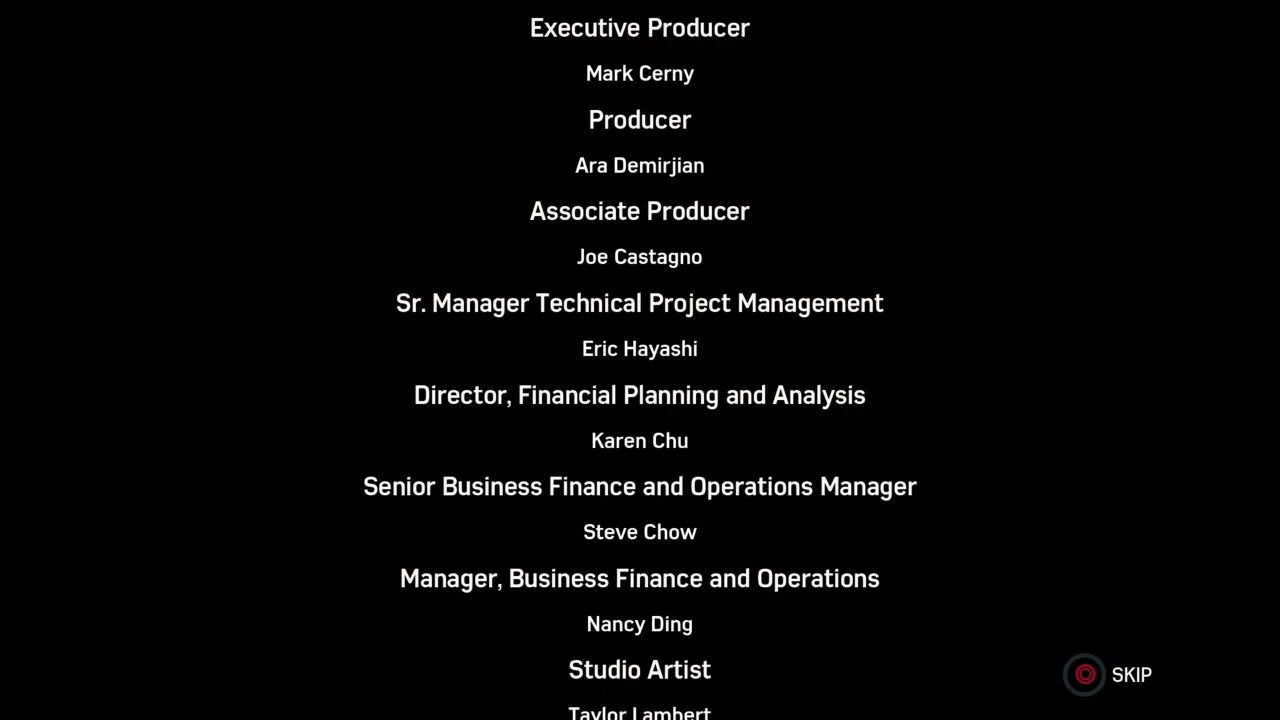 Executive Producer
Mark Cerny
Producer
Ara Demirjian
Associate Producer
Joe Castagno
Sr. Manager Technical Project Management
Eric Hayashi
Director, Financial Planning and Analysis
Karen Chu
Senior Business Finance and Operations Manager
Steve Chow
Manager, Business Finance and Operations
Nancy Ding
Studio Artist
SKIP
Taylor Lambert